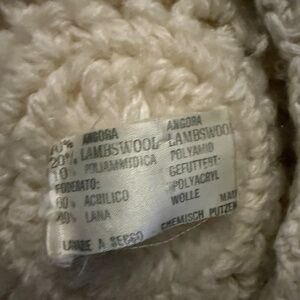 70% ANGORA ANGORA
20% LAMBSWOOL LAMBSWOOL
10% POLIAMMIDICA POLYAMID
FODERATO: GEFUTTERT:
60% ACRILICO POLYACRYL
40% LANA WOLLE
LAVARE A SECCO CHEMISCH PUTZEN